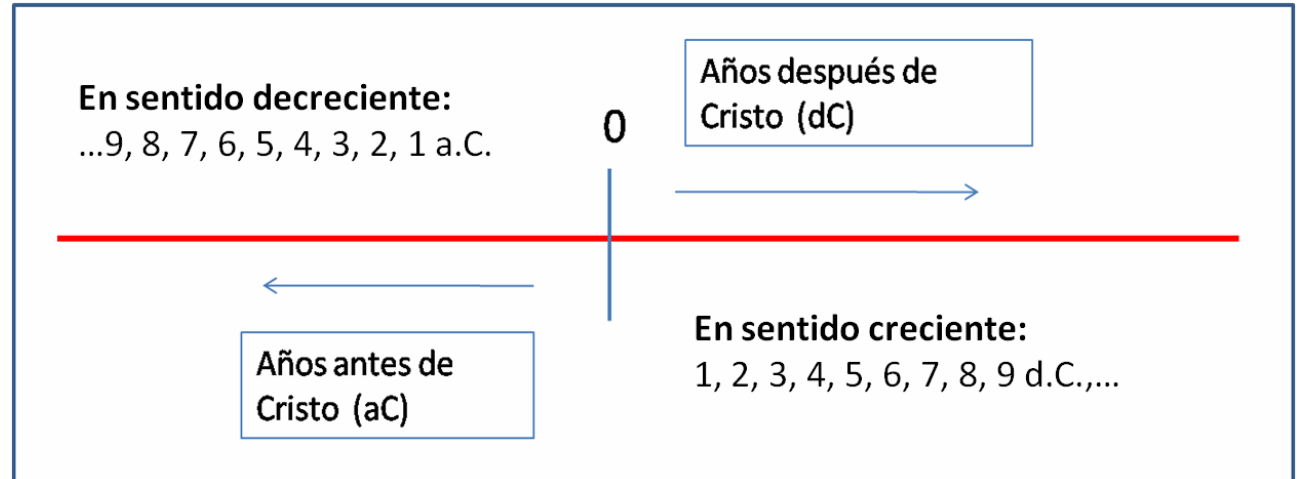 En sentido decreciente:
...9, 8, 7, 6, 5, 4, 3, 2, 1 a.C.
0
Años después de
Cristo (dC)
Años antes de
Cristo (aC)
En sentido creciente:
1, 2, 3, 4, 5, 6, 7, 8, 9 d.C.,...